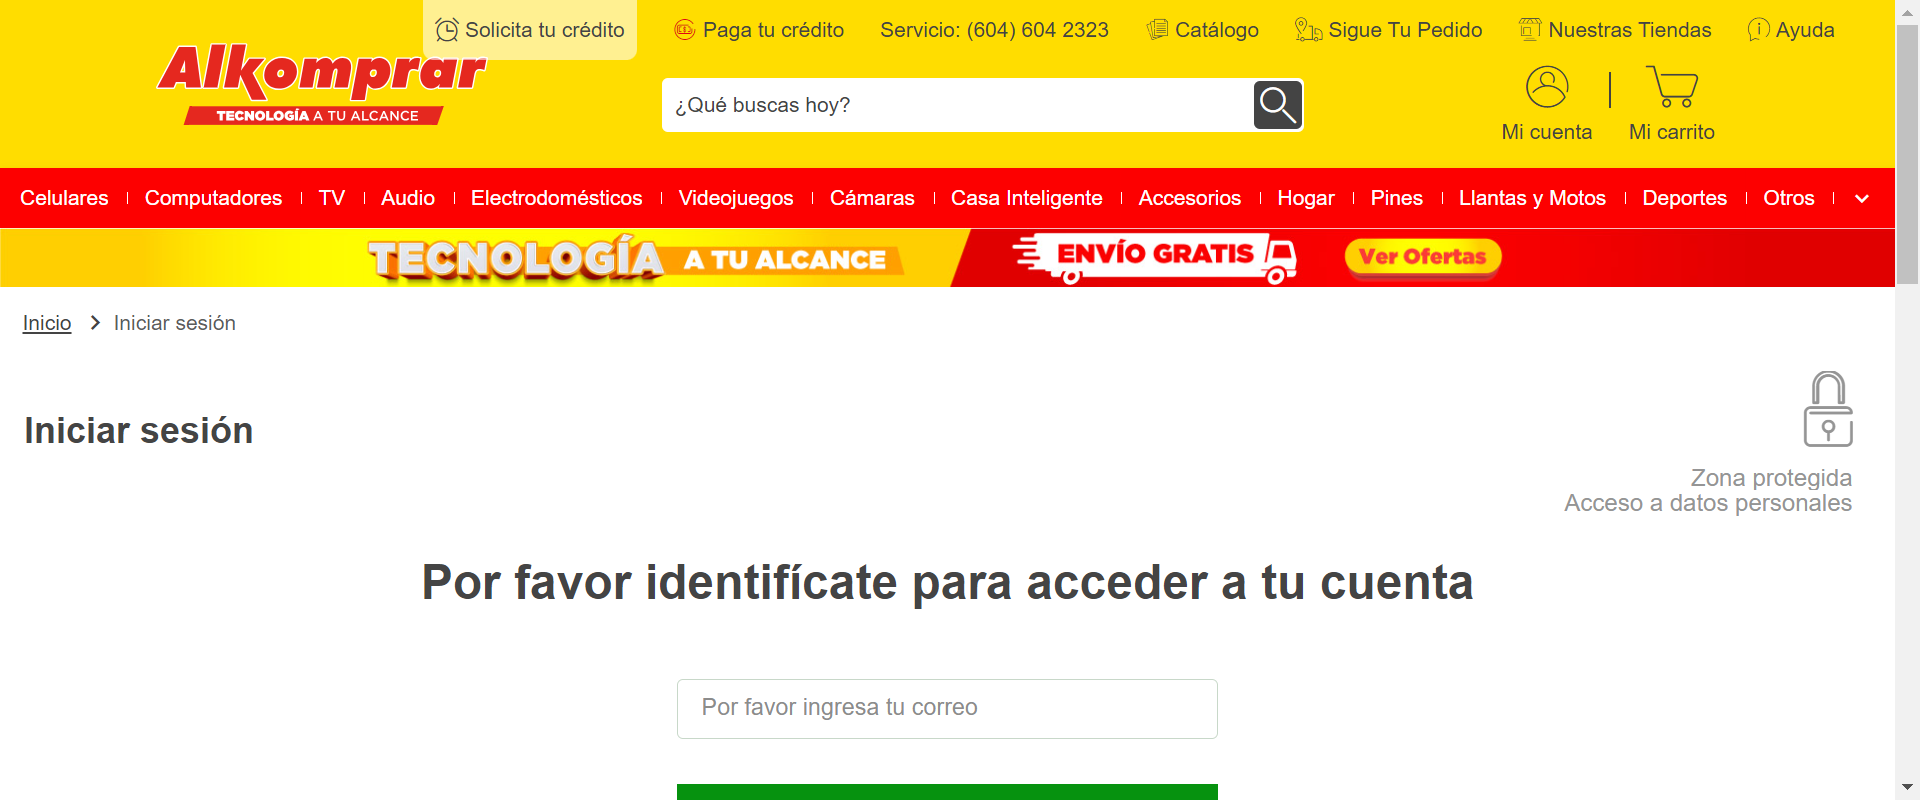 Solicita tu crédito
Paga tu crédito
Servicio: (604) 604 2323
Catálogo
Sigue Tu Pedido
Nuestras Tiendas
Ayuda
Alkomprar
TECNOLOGÍA A TU ALCANCE
¿Qué buscas hoy?
Mi cuenta
Mi carrito
Celulares
Computadores
TV
Audio
Electrodomésticos
Videojuegos
Cámaras
Casa Inteligente
Accesorios
Hogar
Pines
Llantas y Motos
Deportes
Otros
TECNOLOGÍA A TU ALCANCE
ENVÍO GRATIS
Ver Ofertas
Inicio
Iniciar sesión
Iniciar sesión
Zona protegida
Acceso a datos personales
Por favor identifícate para acceder a tu cuenta
Por favor ingresa tu correo